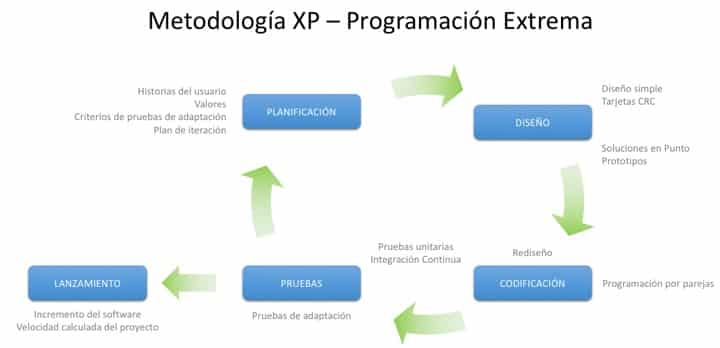 Metodología XP – Programación Extrema
Historias del usuario
Valores
Criterios de pruebas de adaptación
Plan de iteración
PLANIFICACIÓN
Diseño simple
Tarjetas CRC
DISEÑO
Soluciones en Punto
Prototipos
Rediseño
CODIFICACIÓN
Programación por parejas
Pruebas unitarias
Integración Continua
PRUEBAS
Pruebas de adaptación
LANZAMIENTO
Incremento del software
Velocidad calculada del proyecto